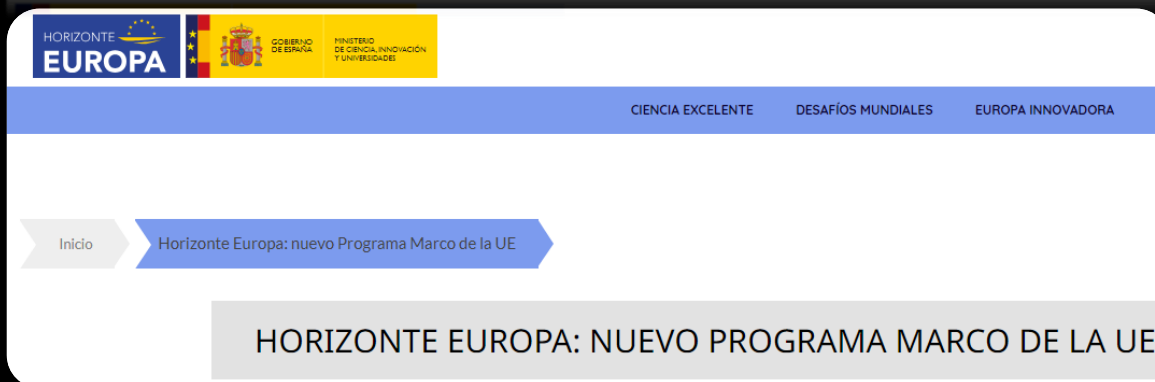 HORIZONTE
EUROPA
GOBIERNO
DE ESPAÑA
MINISTERIO
DE CIENCIA, INNOVACIÓN
Y UNIVERSIDADES
CIENCIA EXCELENTE DESAFÍOS MUNDIALES EUROPA INNOVADORA
Inicio Horizonte Europa: nuevo Programa Marco de la UE
HORIZONTE EUROPA: NUEVO PROGRAMA MARCO DE LA UE